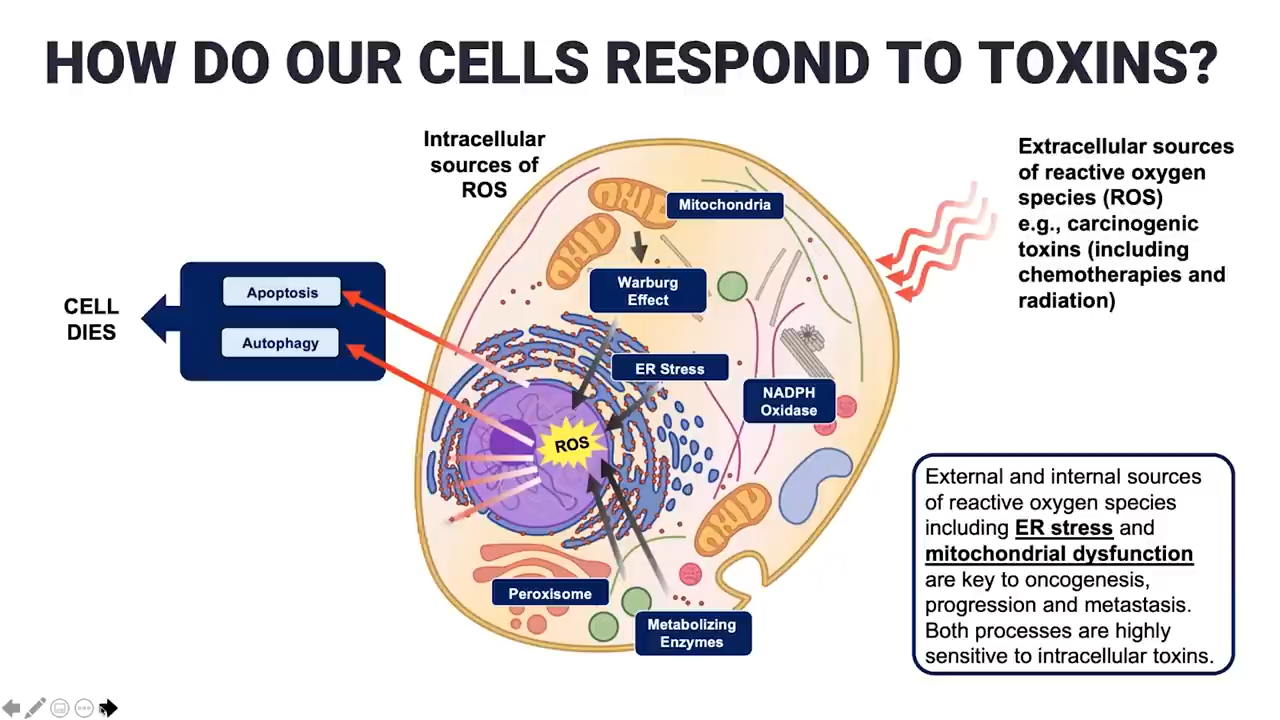 HOW DO OUR CELLS RESPOND TO TOXINS?
Intracellular
sources of
ROS
Extracellular sources
of reactive oxygen
species (ROS)
e.g., carcinogenic
toxins (including
chemotherapies and
radiation)
Mitochondria
Warburg
Effect
ER Stress
NADPH
Oxidase
ROS
Apoptosis
Autophagy
CELL
DIES
Peroxisome
Metabolizing
Enzymes
External and internal sources
of reactive oxygen species
including ER stress and
mitochondrial dysfunction
are key to oncogenesis,
progression and metastasis.
Both processes are highly
sensitive to intracellular toxins.